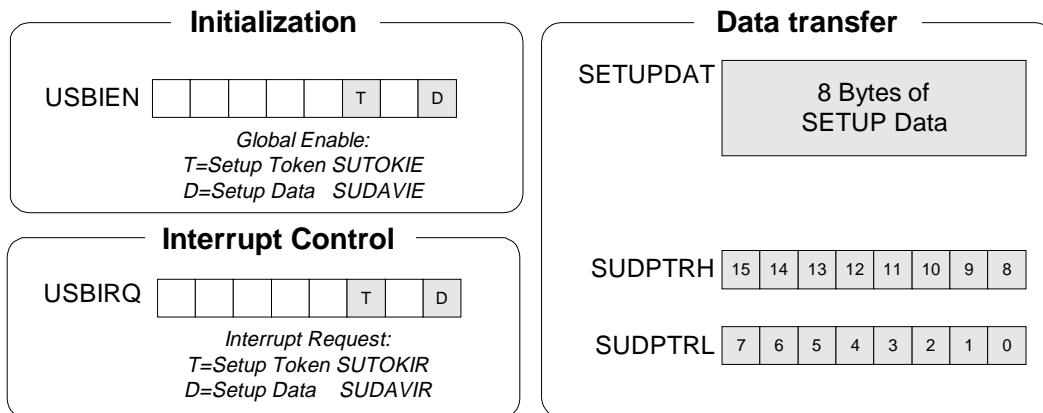 Initialization
USBIEN T D
Global Enable:
T=Setup Token SUTOKIE
D=Setup Data SUDAVIE
Interrupt Control
USBIRQ T D
Interrupt Request:
T=Setup Token SUTOKIR
D=Setup Data SUDAVIR
Data transfer
SETUPDAT
8 Bytes of
SETUP Data
SUDPTRH 15 14 13 12 11 10 9 8
SUDPTRL 7 6 5 4 3 2 1 0